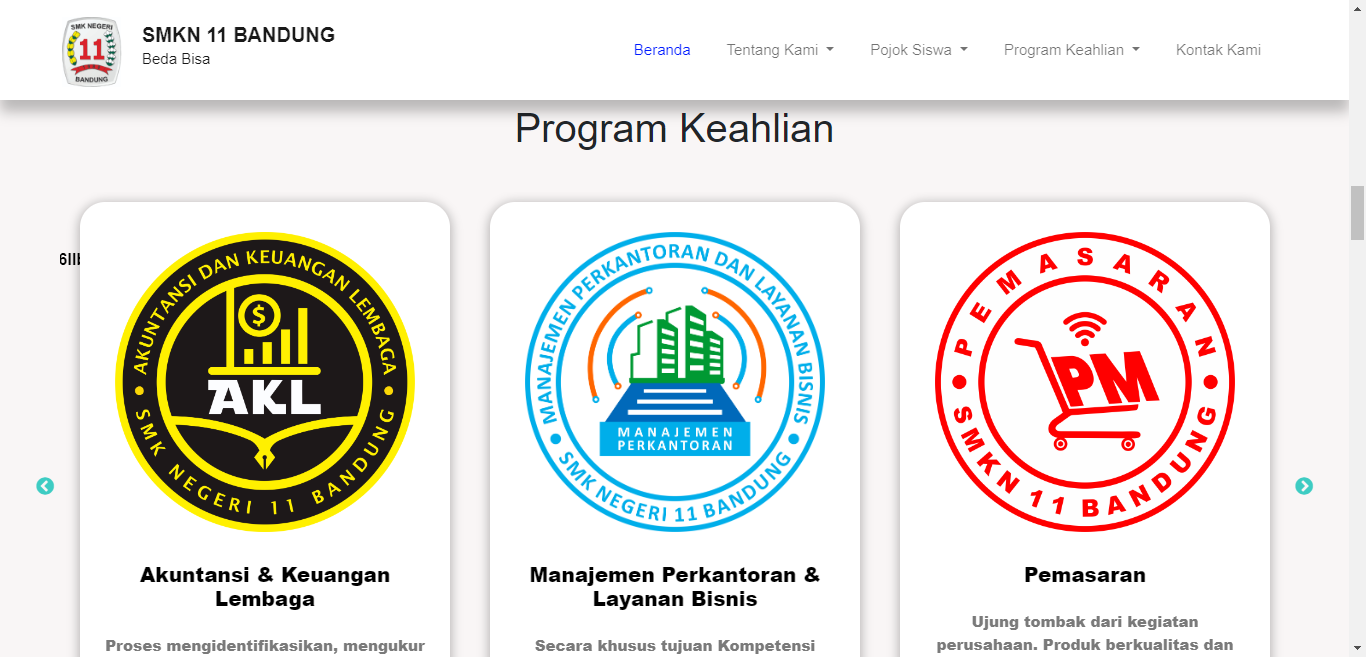 SMK NEGERI
11
BANDUNG
SMKN 11 BANDUNG
Beda Bisa
Beranda
Tentang Kami
Pojok Siswa
Program Keahlian
Kontak Kami
Program Keahlian
AKUNTANSI DAN KEUANGAN LEMBAGA
$
AKL
SMK NEGERI 11 BANDUNG
Akuntansi & Keuangan
Lembaga
Proses mengidentifikasikan, mengukur
MANAJEMEN PERKANTORAN DAN LAYANAN BISNIS
MANAJEMEN
PERKANTORAN
SMK NEGERI 11 BANDUNG
Manajemen Perkantoran &
Layanan Bisnis
Secara khusus tujuan Kompetensi
PEMASARAN
PM
SMKN 11 BANDUNG
Pemasaran
Ujung tombak dari kegiatan
perusahaan. Produk berkualitas dan